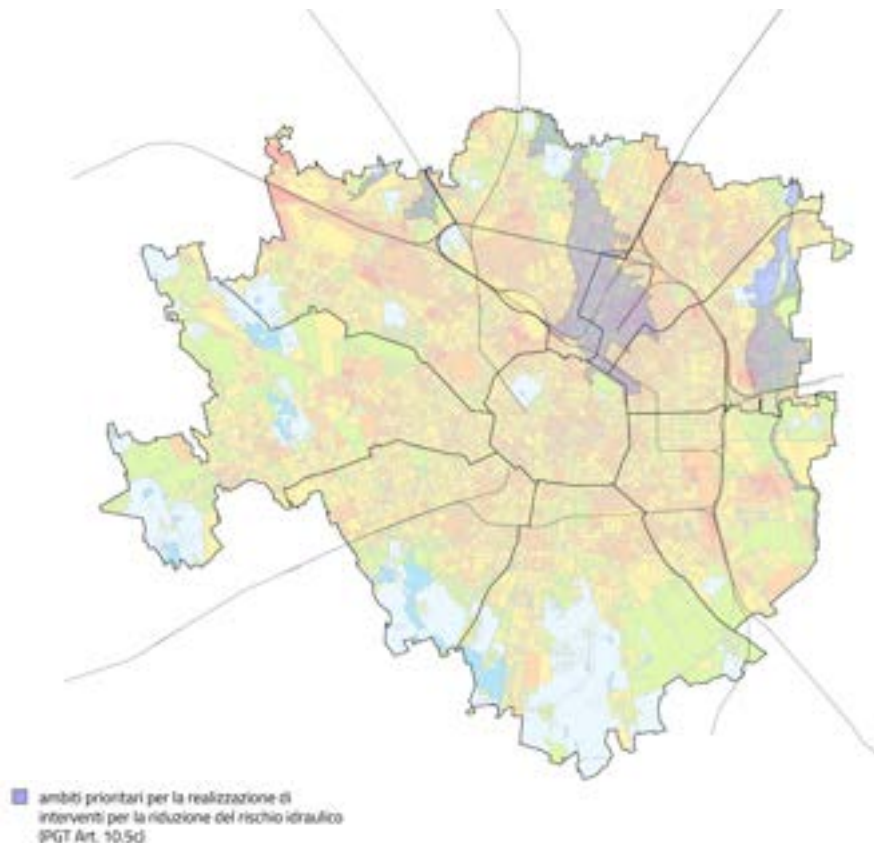 ambiti prioritari per la realizzazione di
interventi per la riduzione del rischio idraulico
(PGT Art. 10.5c)